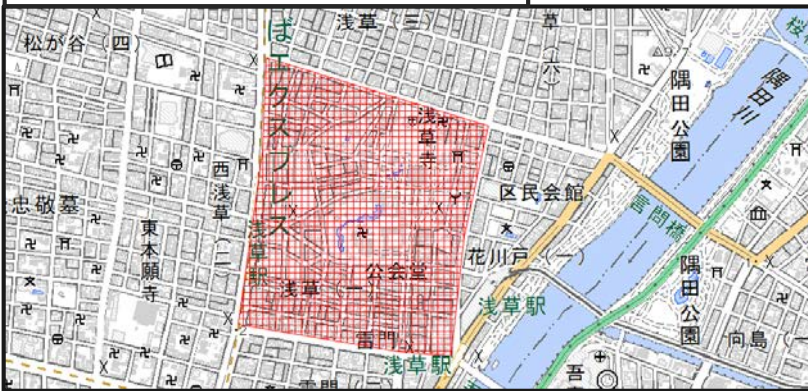 浅草(三)
草(六)
松が谷(四)
ばエクスプレス
隅田公園
隅田川
浅草寺
西浅草(二)
区民会館
忠敬墓
東本願寺
浅草駅
言問橋
花川戸(一)
公会堂
浅草(一)
隅田公園
浅草駅
雷門
向島(一
浅草駅
雷門(二)
吾